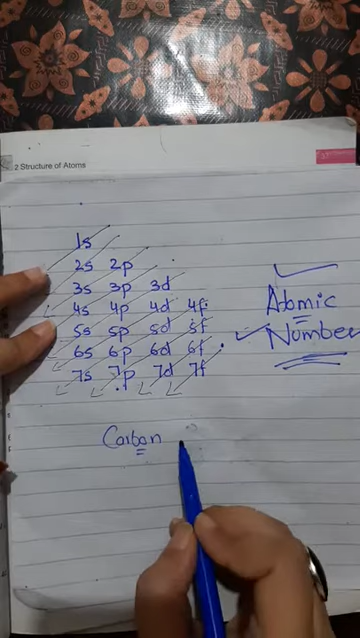 2 Structure of Atoms
1s
2s 2p
3s 3p 3d
4s 4p 4d 4f
5s 5p 5d 5f
6s 6p 6d 6f
7s 7p 7d 7f
Atomic
Number
Carbon